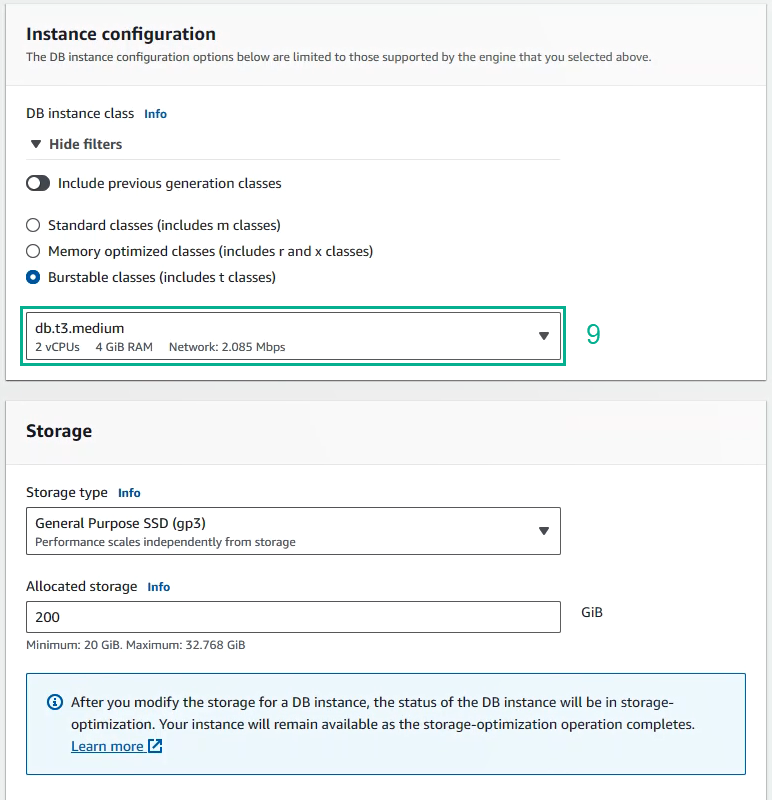 Instance configuration
The DB instance configuration options below are limited to those supported by the engine that you selected above.
DB instance class Info
Hide filters
Include previous generation classes
Standard classes (includes m classes)
Memory optimized classes (includes r and x classes)
Burstable classes (includes t classes)
db.t3.medium
2 vCPUs 4 GiB RAM Network: 2.085 Mbps
9
Storage
Storage type Info
General Purpose SSD (gp3)
Performance scales independently from storage
Allocated storage Info
200
GiB
Minimum: 20 GiB. Maximum: 32.768 GiB
After you modify the storage for a DB instance, the status of the DB instance will be in storage-
optimization. Your instance will remain available as the storage-optimization operation completes.
Learn more